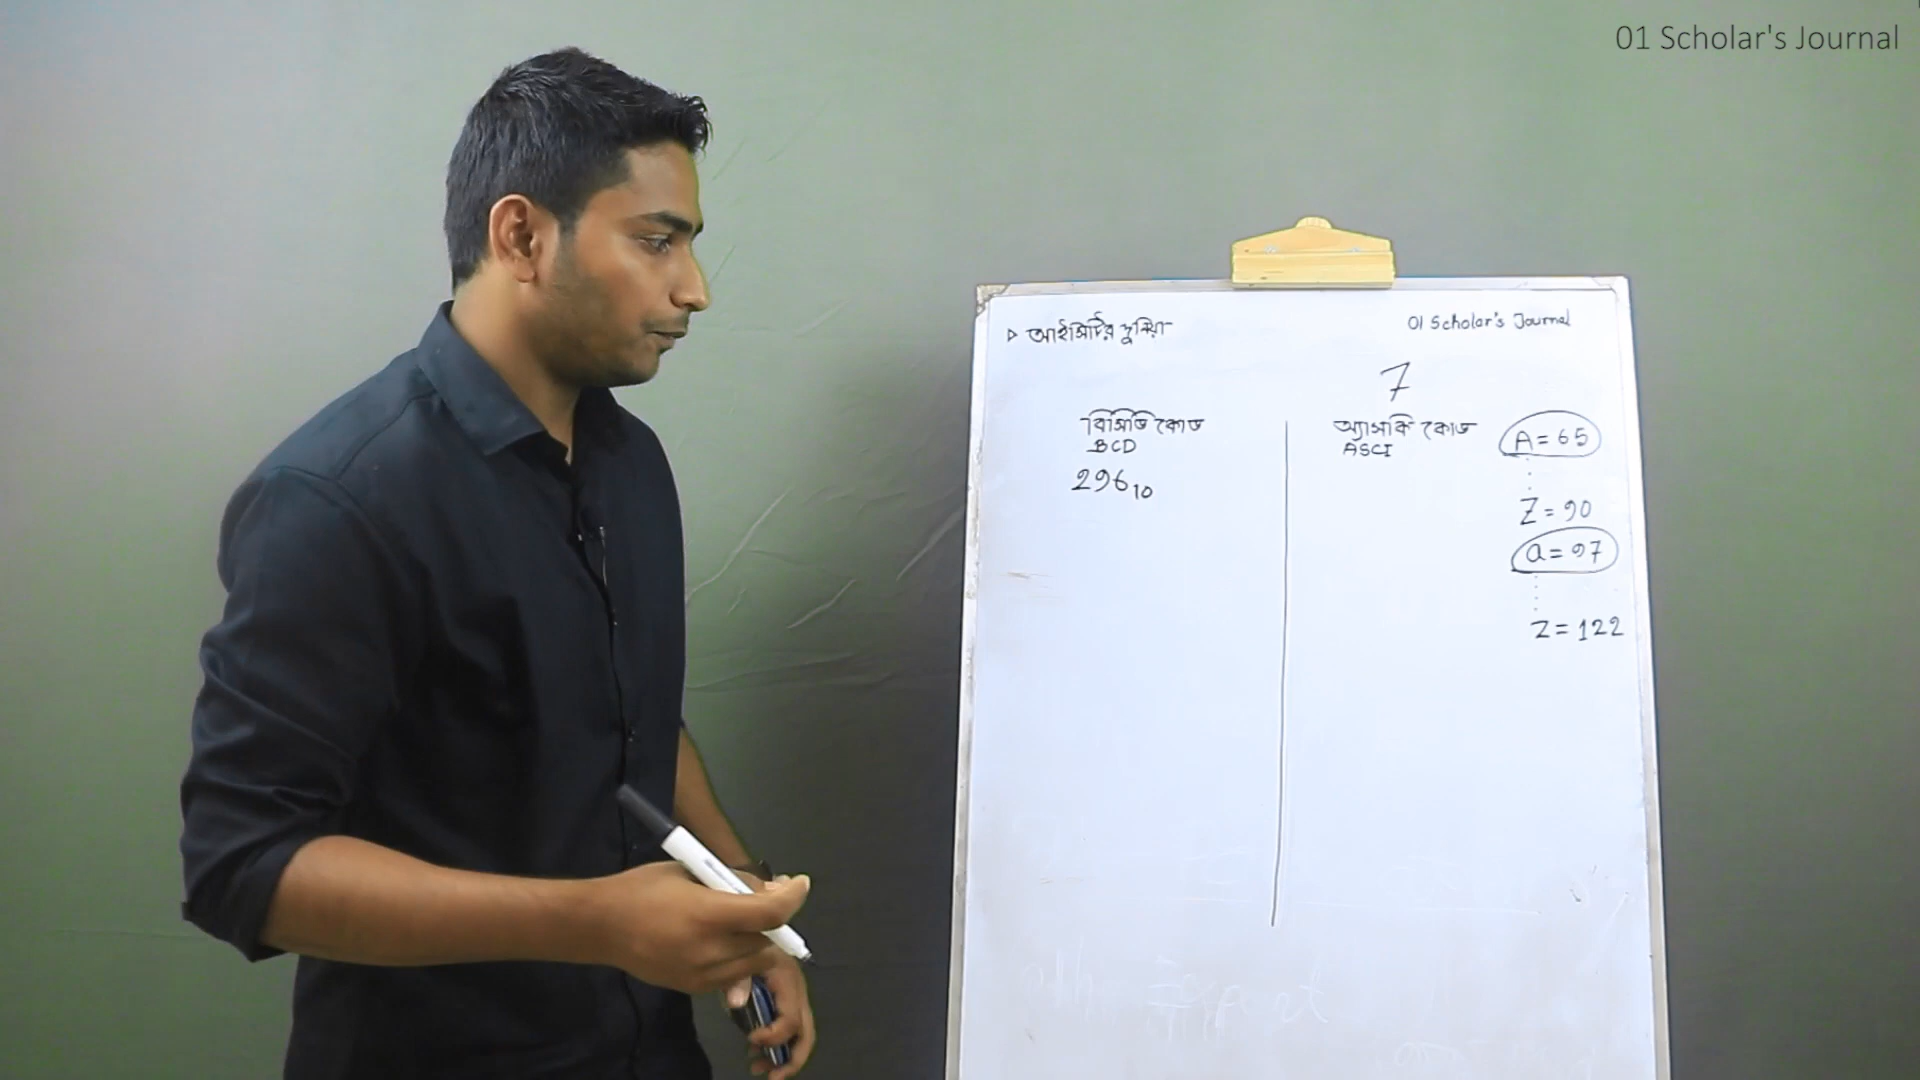 01 Scholar's Journal
▷ আইসিটির দুনিয়া
01 Scholar's Journal
7
বিসিডি কোড
BCD
296₁₀
অ্যাসকি কোড
ASCI
A = 65
Z = 90
a = 97
z = 122